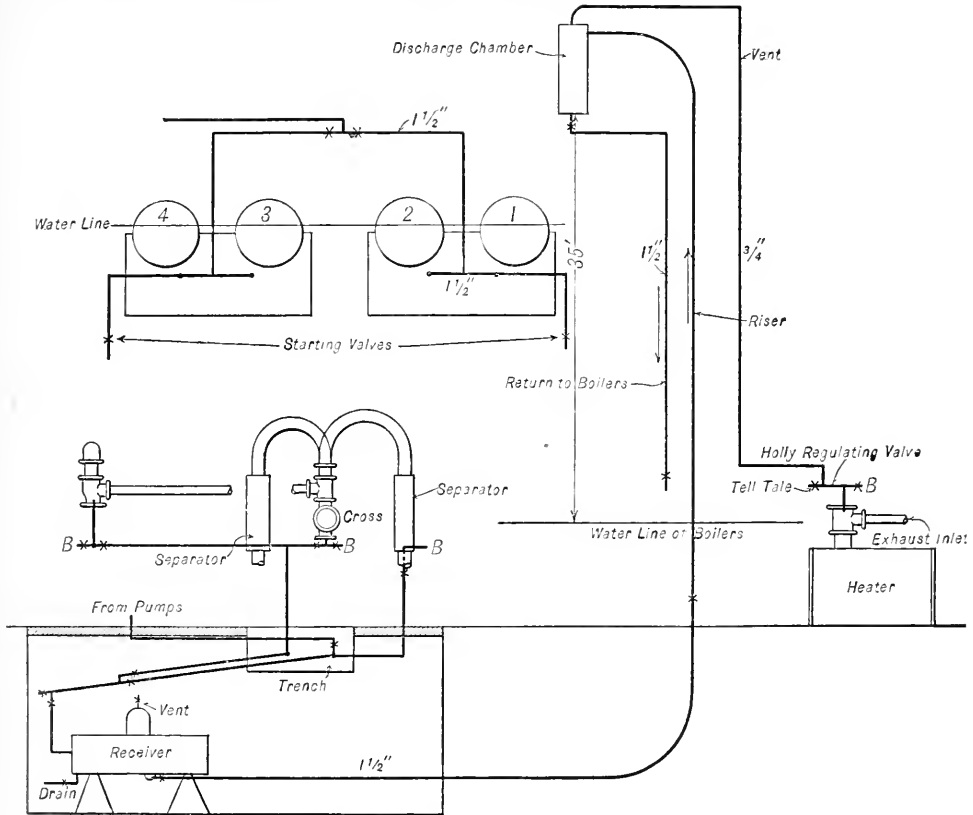 Discharge Chamber
Vent
1 1/2"
4
3
2
1
Water Line
35'
1 1/2"
3/4"
1 1/2"
Riser
Starting Valves
Return to Boilers
Holly Regulating Valve
Separator
Tell Tale
B
Cross
B
B
B
Separator
Water Line of Boilers
Exhaust Inlet
Heater
From Pumps
Trench
Vent
Receiver
1 1/2"
Drain